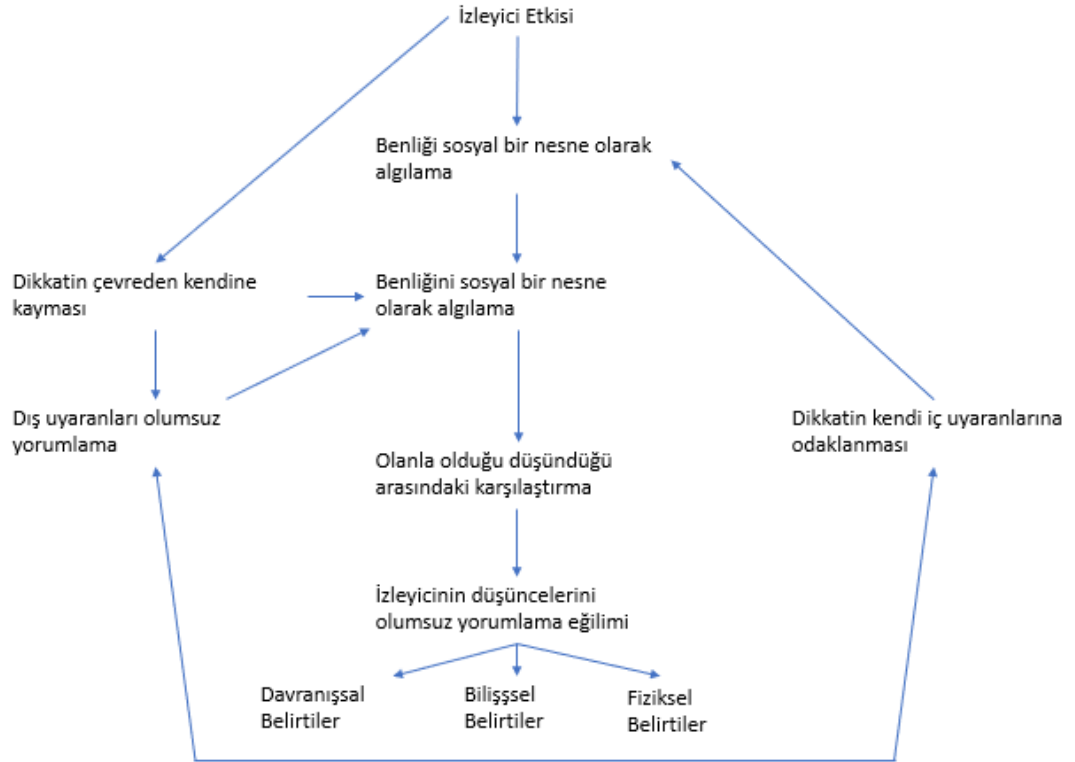 İzleyici Etkisi
Benliği sosyal bir nesne olarak
algılama
Dikkatin çevreden kendine
kayması
Benliğini sosyal bir nesne
olarak algılama
Dış uyaranları olumsuz
yorumlama
Dikkatin kendi iç uyaranlarına
odaklanması
Olanla olduğu düşündüğü
arasındaki karşılaştırma
İzleyicinin düşüncelerini
olumsuz yorumlama eğilimi
Davranışsal
Belirtiler
Bilişssel
Belirtiler
Fiziksel
Belirtiler